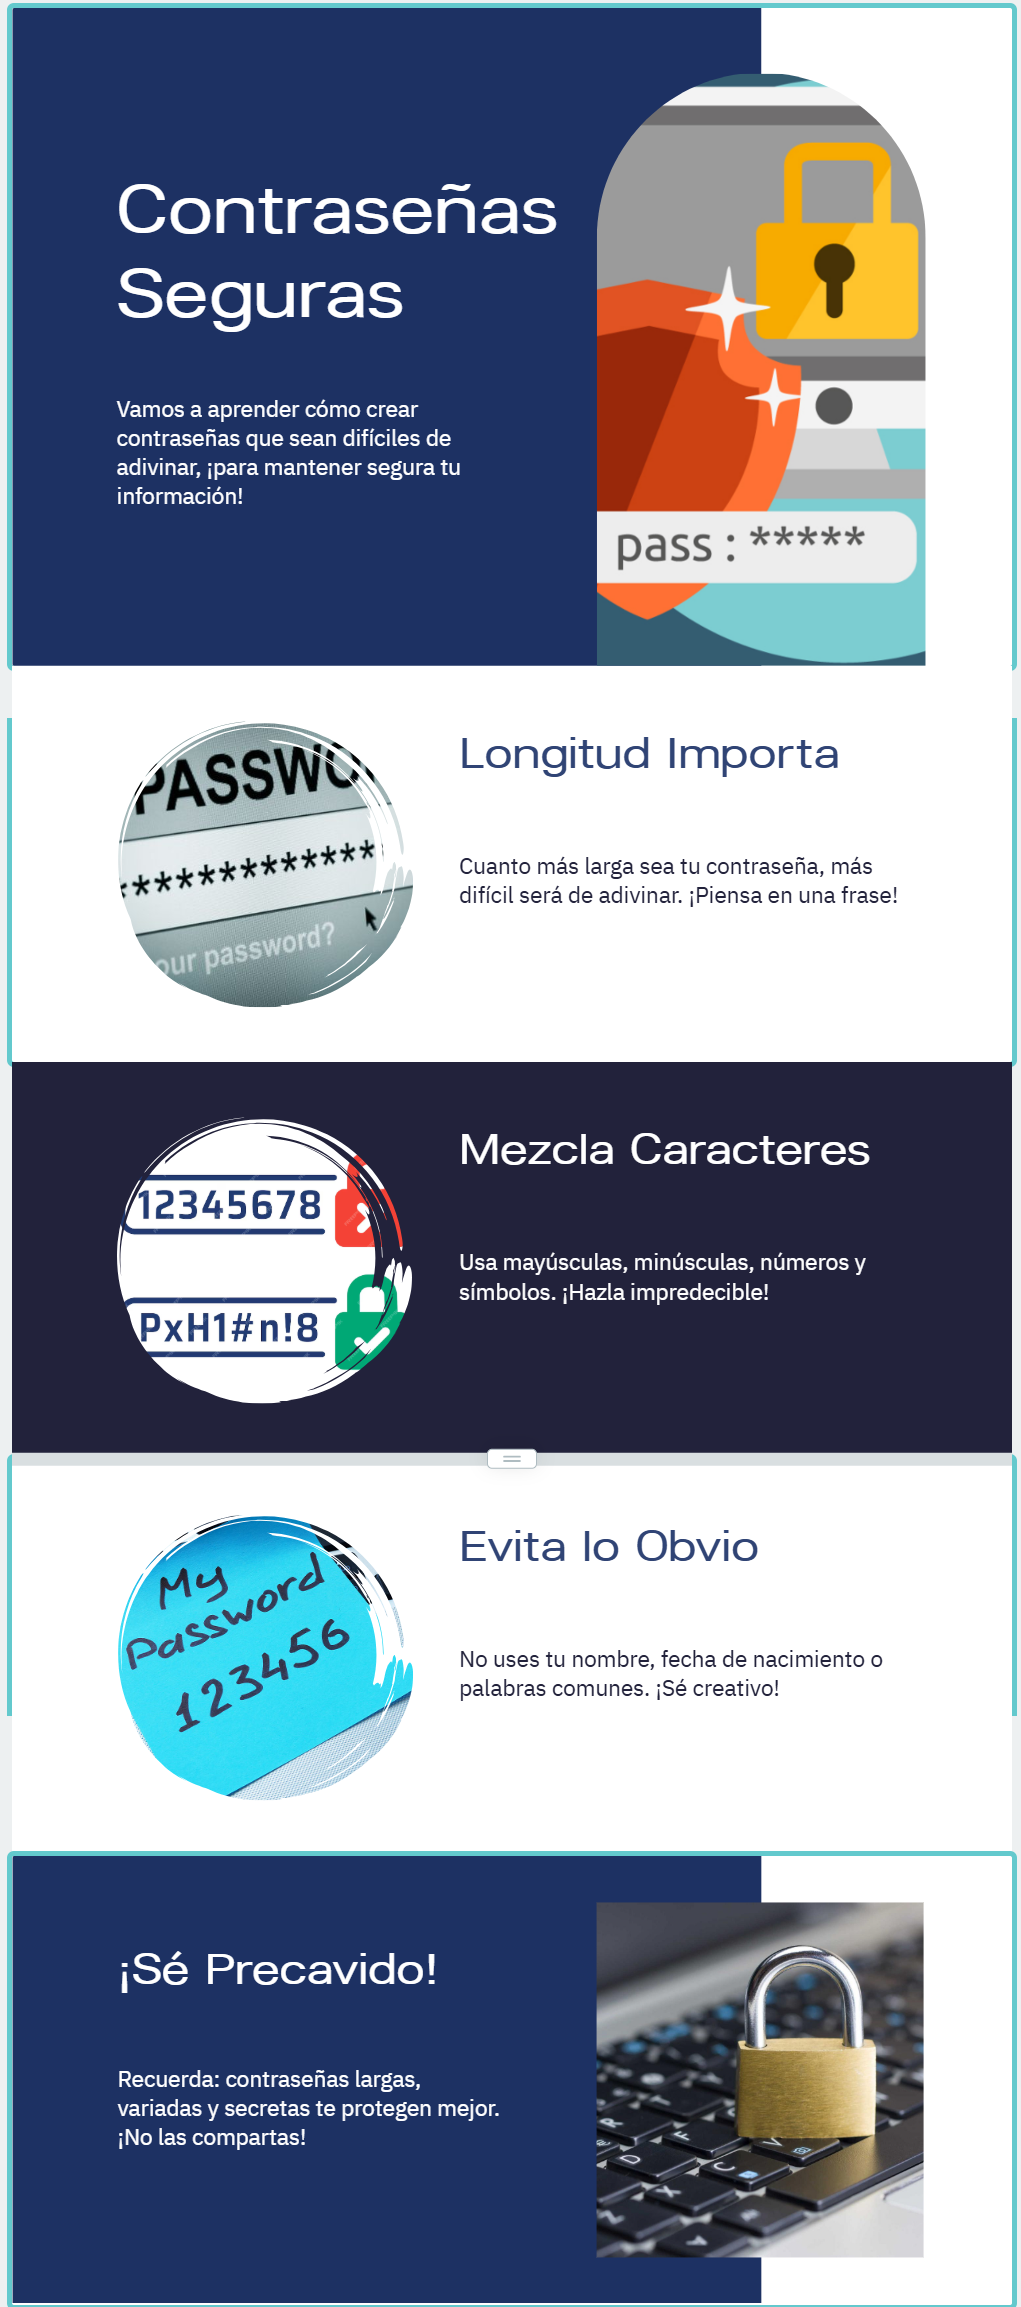 Contraseñas
Seguras
Vamos a aprender cómo crear
contraseñas que sean difíciles de
adivinar, ¡para mantener segura tu
información!
pass : *****
PASSWO
************
our password?
Longitud Importa
Cuanto más larga sea tu contraseña, más
difícil será de adivinar. ¡Piensa en una frase!
12345678
PxH1#n!8
Mezcla Caracteres
Usa mayúsculas, minúsculas, números y
símbolos. ¡Hazla impredecible!
My
Password
123456
Evita lo Obvio
No uses tu nombre, fecha de nacimiento o
palabras comunes. ¡Sé creativo!
¡Sé Precavido!
Recuerda: contraseñas largas,
variadas y secretas te protegen mejor.
¡No las compartas!
R
F
V
D
C
X